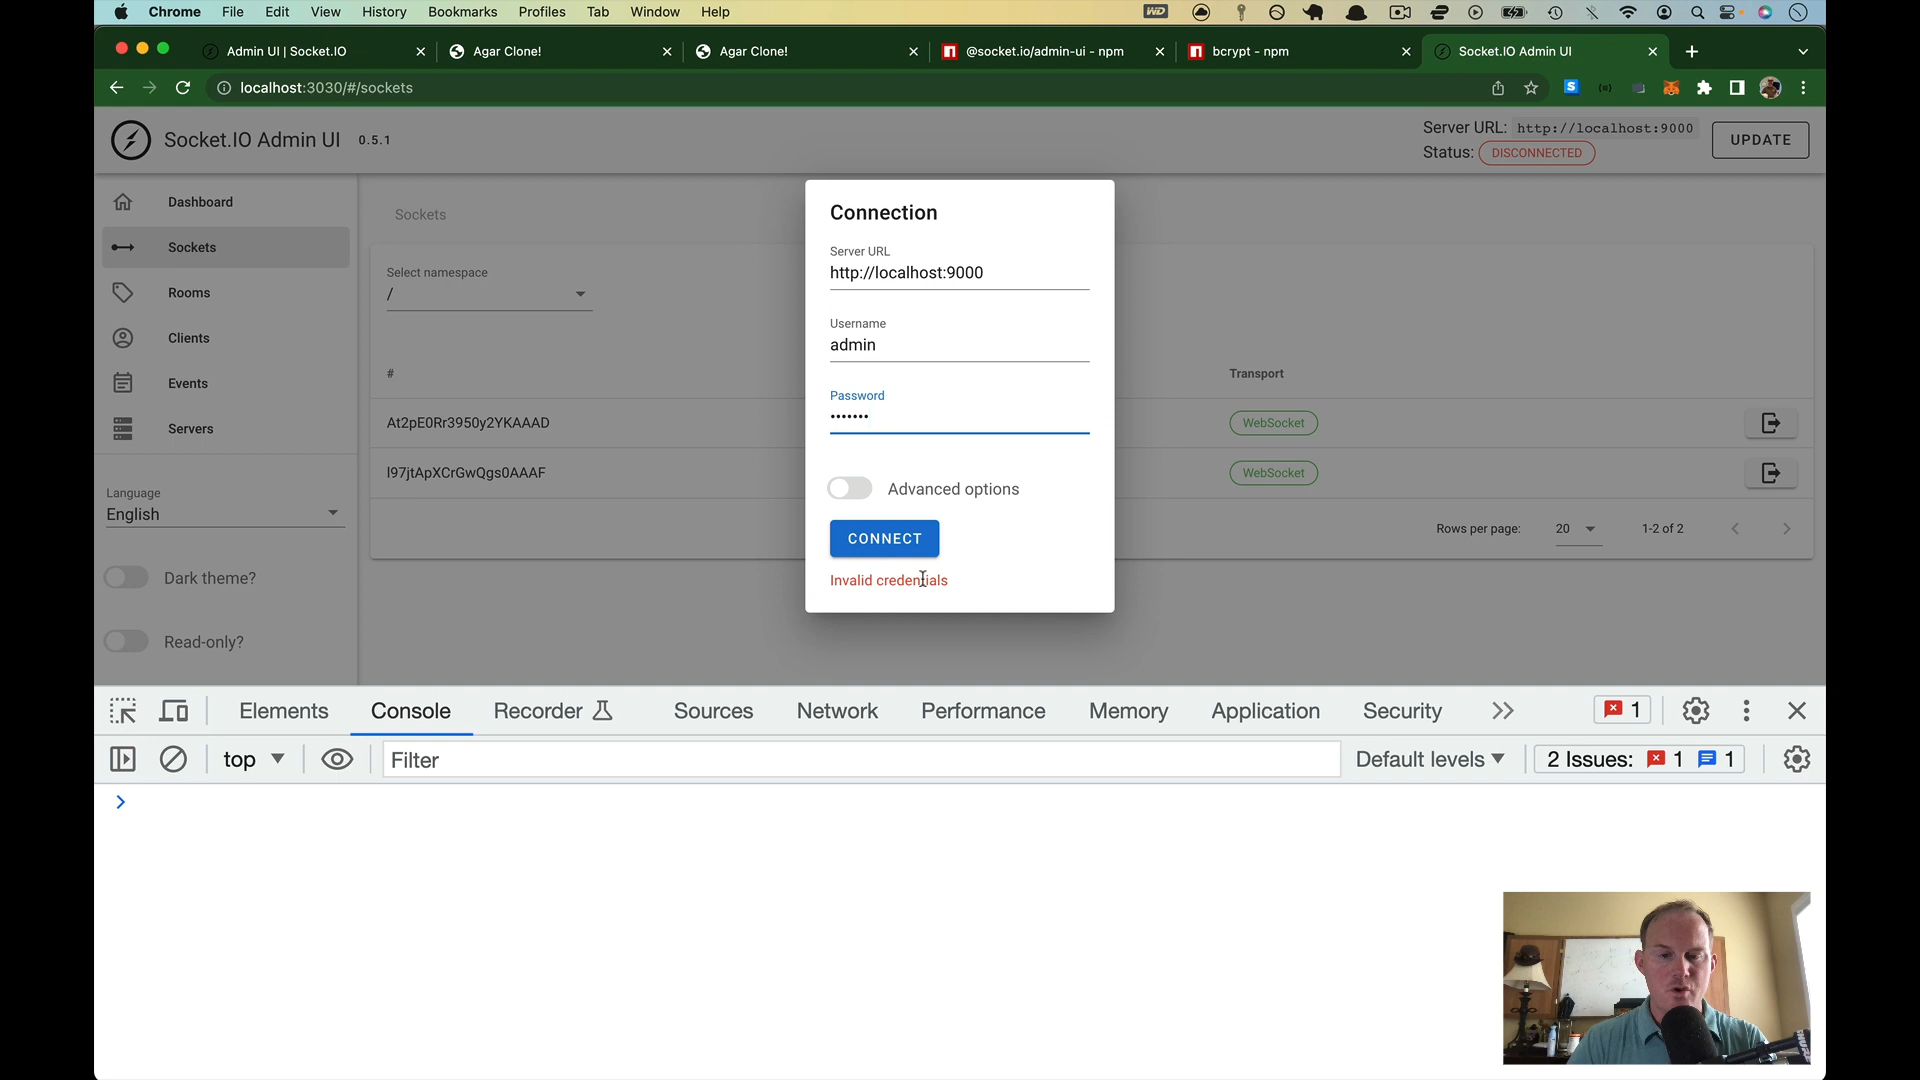 Chrome File Edit View History Bookmarks Profiles Tab Window Help
Admin UI | Socket.IO
Agar Clone!
Agar Clone!
@socket.io/admin-ui - npm
bcrypt - npm
Socket.IO Admin UI
localhost:3030/#/sockets
Socket.IO Admin UI 0.5.1
Server URL: http://localhost:9000
Status: DISCONNECTED
UPDATE
Dashboard
Sockets
Rooms
Clients
Events
Servers
Language
English
Dark theme?
Read-only?
Sockets
Select namespace
/
# Transport
At2pE0Rr3950y2YKAAAD WebSocket
l97jtApXCrGwQgs0AAAF WebSocket
Rows per page: 20 1-2 of 2
Connection
Server URL
http://localhost:9000
Username
admin
Password
•••••••
Advanced options
CONNECT
Invalid credentials
Elements Console Recorder Sources Network Performance Memory Application Security 1
top Filter Default levels 2 Issues: 1 1